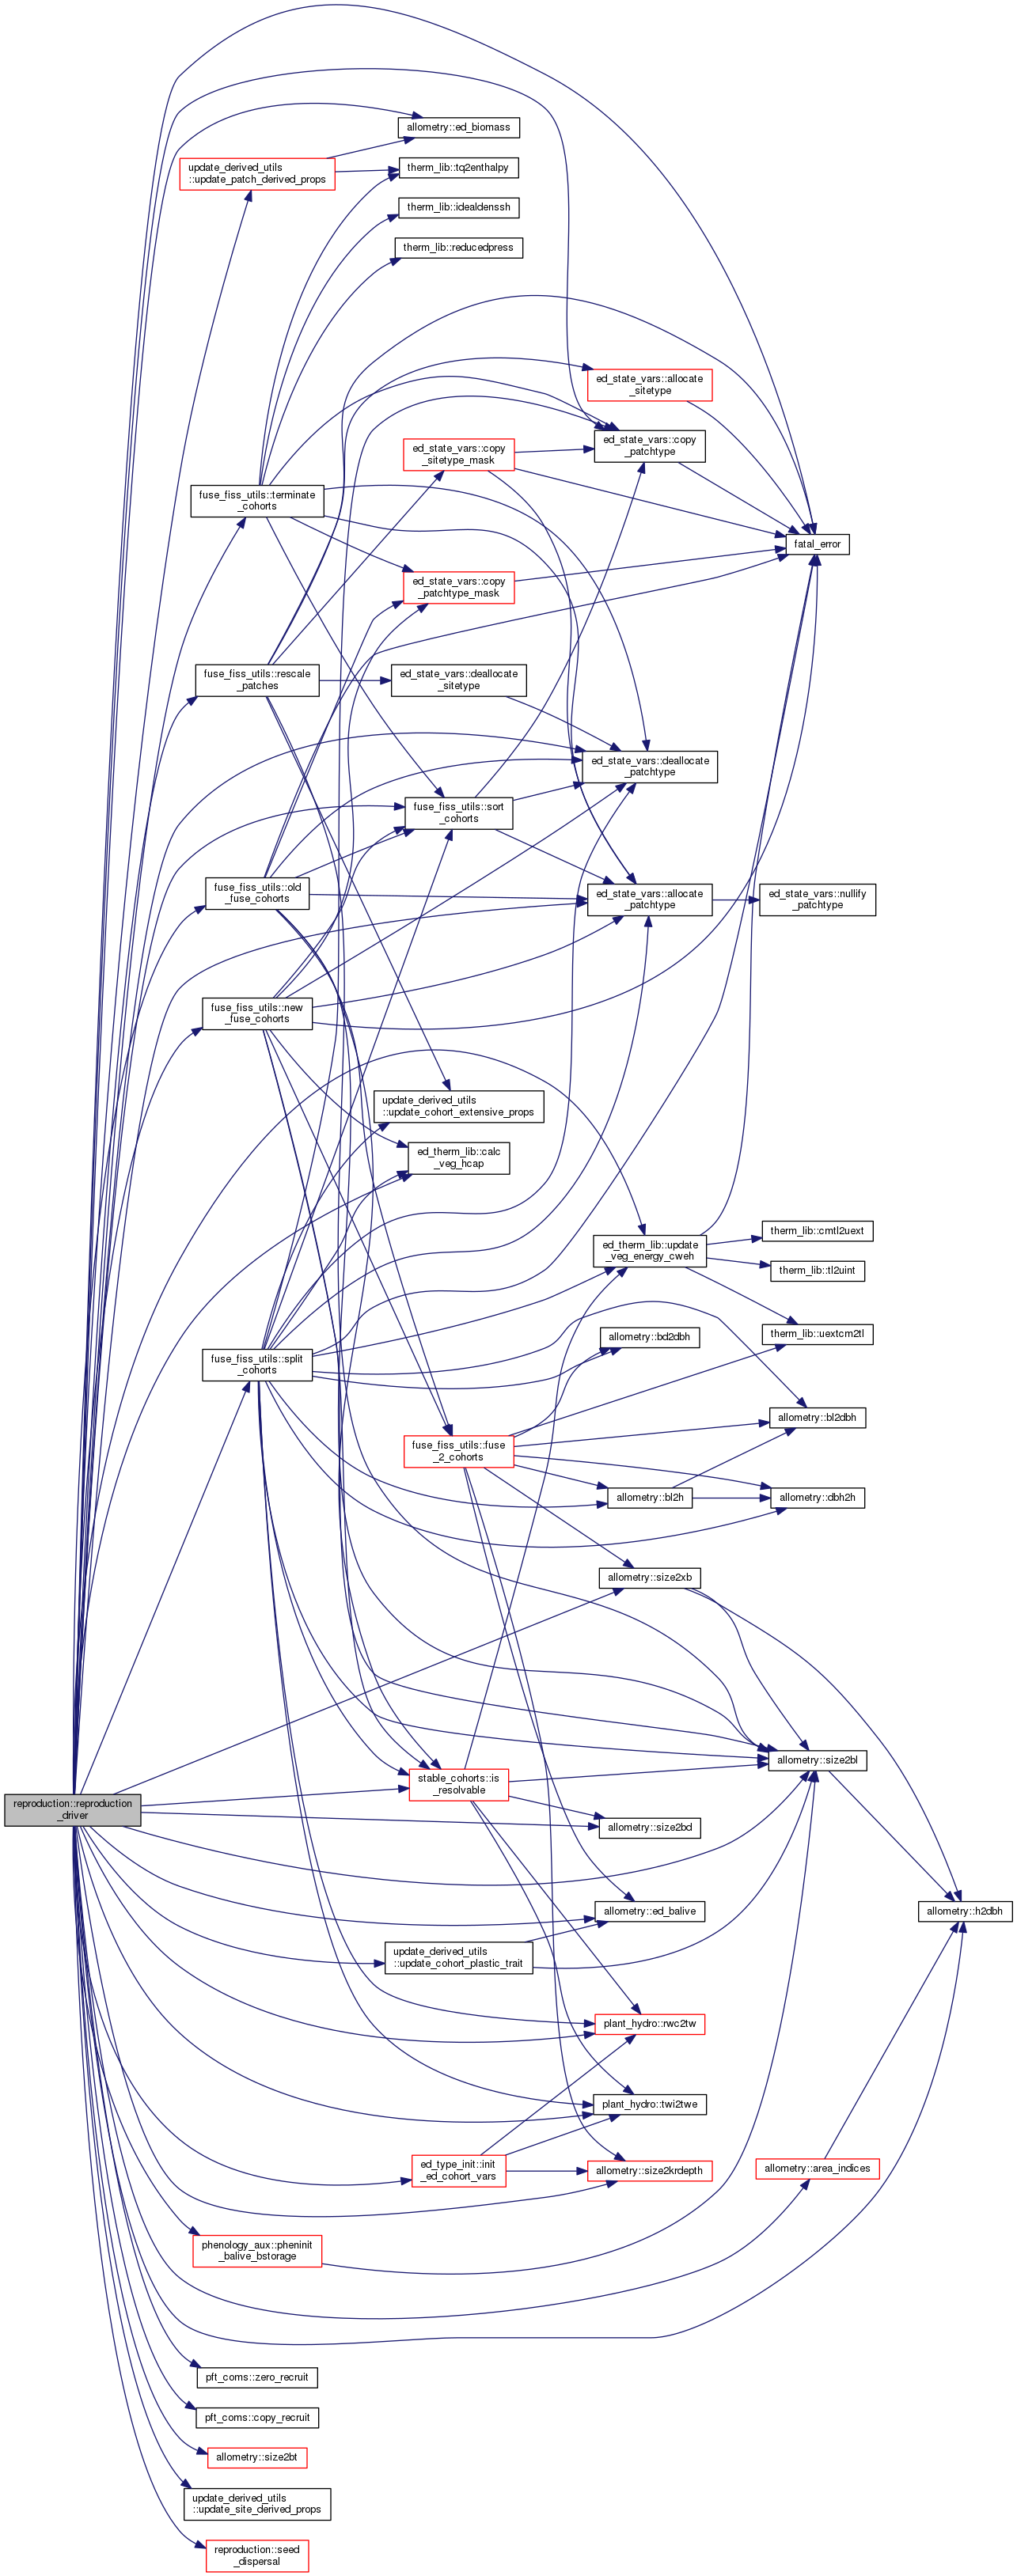 allometry::ed_biomass
update_derived_utils
::update_patch_derived_props
therm_lib::tq2enthalpy
therm_lib::idealdenssh
therm_lib::reducedpress
ed_state_vars::allocate
_sitetype
ed_state_vars::copy
_patchtype
ed_state_vars::copy
_sitetype_mask
fuse_fiss_utils::terminate
_cohorts
fatal_error
ed_state_vars::copy
_patchtype_mask
fuse_fiss_utils::rescale
_patches
ed_state_vars::deallocate
_sitetype
ed_state_vars::deallocate
_patchtype
fuse_fiss_utils::sort
_cohorts
fuse_fiss_utils::old
_fuse_cohorts
ed_state_vars::allocate
_patchtype
ed_state_vars::nullify
_patchtype
fuse_fiss_utils::new
_fuse_cohorts
update_derived_utils
::update_cohort_extensive_props
ed_therm_lib::calc
_veg_hcap
ed_therm_lib::update
_veg_energy_cweh
therm_lib::cmtl2uext
therm_lib::tl2uint
therm_lib::uextcm2tl
allometry::bd2dbh
fuse_fiss_utils::split
_cohorts
allometry::bl2dbh
fuse_fiss_utils::fuse
_2_cohorts
allometry::bl2h
allometry::dbh2h
allometry::size2xb
allometry::size2bl
stable_cohorts::is
_resolvable
reproduction::reproduction
_driver
allometry::size2bd
allometry::ed_balive
allometry::h2dbh
update_derived_utils
::update_cohort_plastic_trait
plant_hydro::rwc2tw
plant_hydro::twi2twe
ed_type_init::init
_ed_cohort_vars
allometry::size2krdepth
allometry::area_indices
phenology_aux::pheninit
_balive_bstorage
pft_coms::zero_recruit
pft_coms::copy_recruit
allometry::size2bt
update_derived_utils
::update_site_derived_props
reproduction::seed
_dispersal